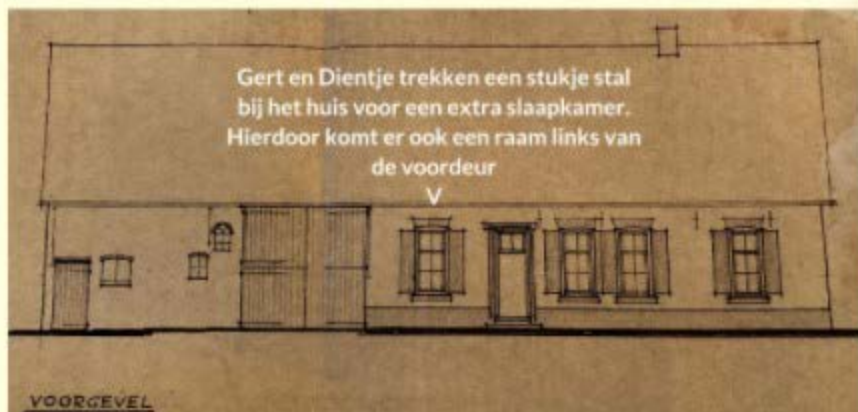 Gert en Dientje trekken een stukje stal
bij het huis voor een extra slaapkamer.
Hierdoor komt er ook een raam links van
de voordeur
V
VOORGEVEL